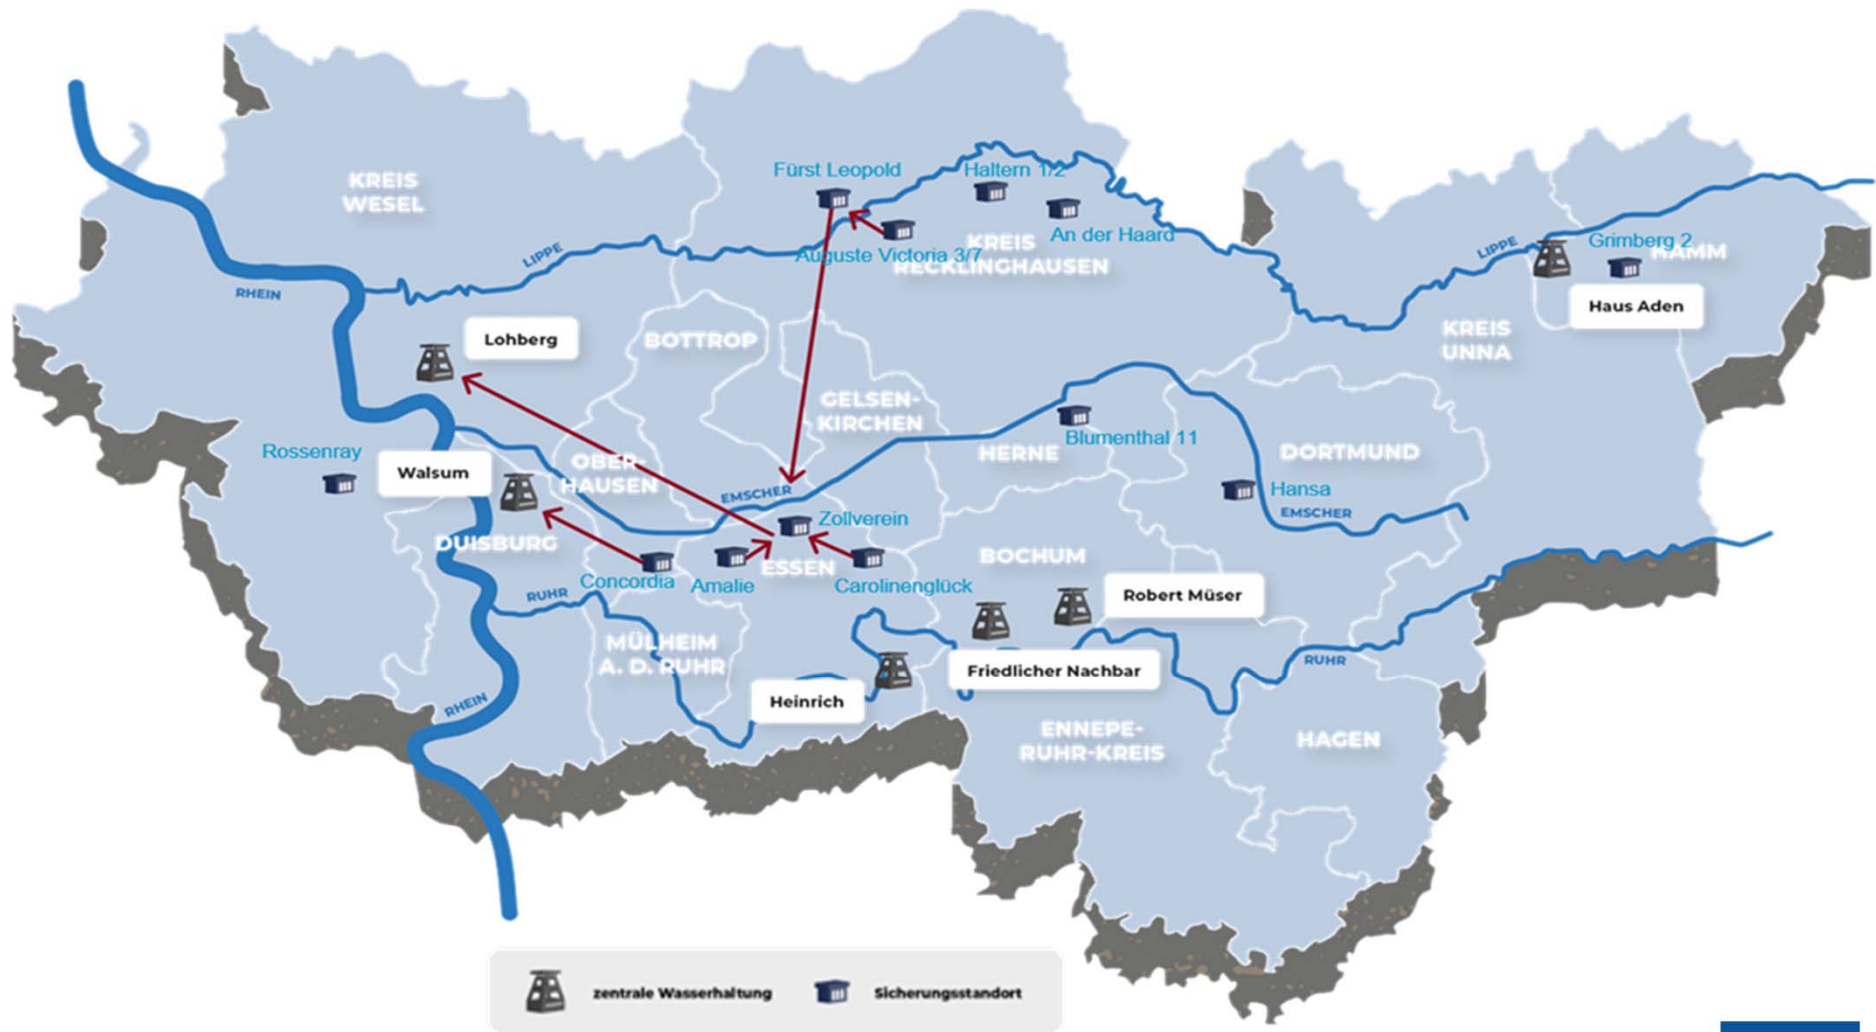 KREIS
WESEL
Fürst Leopold
Haltern 1/2
An der Haard
Auguste Victoria 3/7
KREIS
RECKLINGHAUSEN
LIPPE
LIPPE
Grimberg 2
HAMM
Haus Aden
RHEIN
Lohberg
BOTTROP
KREIS
UNNA
GELSEN-
KIRCHEN
Blumenthal 11
Rossenray
Walsum
OBER-
HAUSEN
HERNE
DORTMUND
EMSCHER
Hansa
EMSCHER
Zollverein
DUISBURG
ESSEN
BOCHUM
Concordia
Amalie
Carolinenglück
RUHR
Robert Müser
MÜLHEIM
A. D. RUHR
Friedlicher Nachbar
RUHR
Heinrich
RHEIN
ENNEPE-
RUHR-KREIS
HAGEN
zentrale Wasserhaltung
Sicherungsstandort